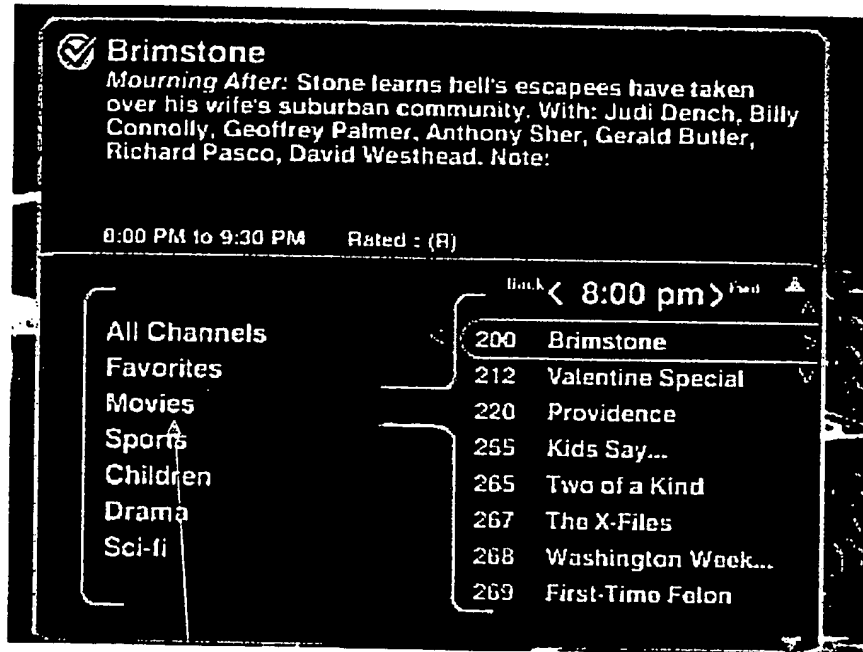 Brimstone
Mourning After: Stone learns hell's escapees have taken
over his wife's suburban community. With: Judi Dench, Billy
Connolly, Geoffrey Palmer, Anthony Sher, Gerald Butler,
Richard Pasco, David Westhead. Note:
8:00 PM to 9:30 PM Rated : (R)
Back < 8:00 pm > Fwd
All Channels
Favorites
Movies
Sports
Children
Drama
Sci-fi
200 Brimstone
212 Valentine Special
220 Providence
255 Kids Say...
265 Two of a Kind
267 The X-Files
268 Washington Week...
269 First-Time Felon